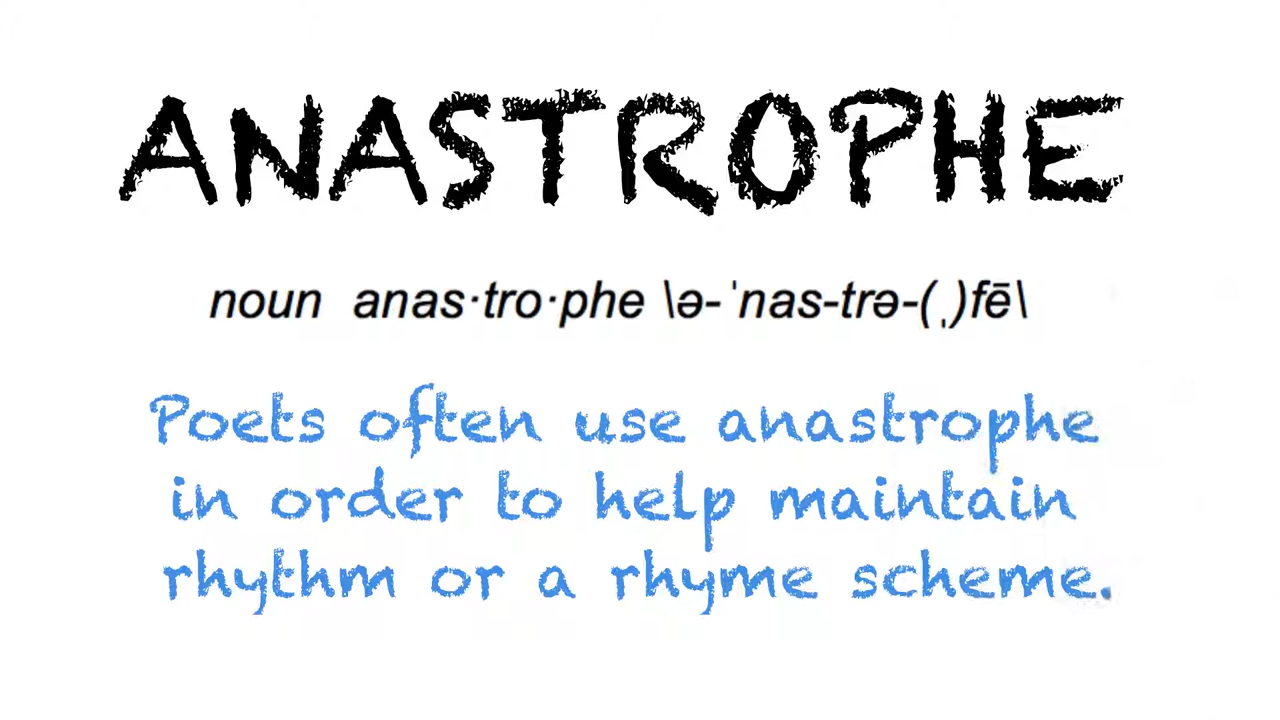 ANASTROPHE
noun  anas·tro·phe \ə-ˈnas-trə-(ˌ)fē\
Poets often use anastrophe
in order to help maintain
rhythm or a rhyme scheme.